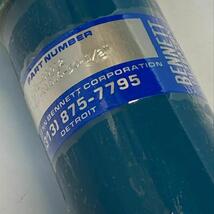 PART NUMBER
BENNETT CORPORATION
(313) 875-7795
DETROIT
BENNETT